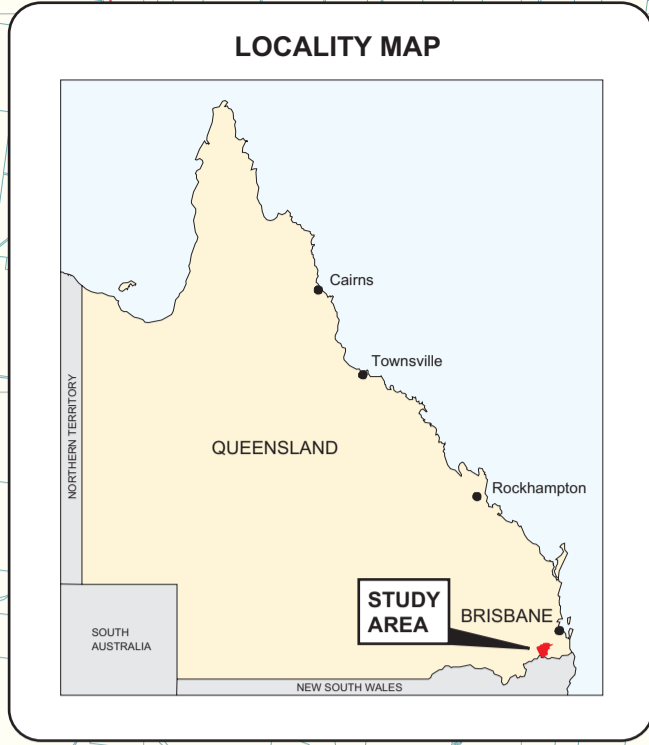 LOCALITY MAP
Cairns
Townsville
NORTHERN TERRITORY
QUEENSLAND
Rockhampton
STUDY
AREA
BRISBANE
SOUTH
AUSTRALIA
NEW SOUTH WALES